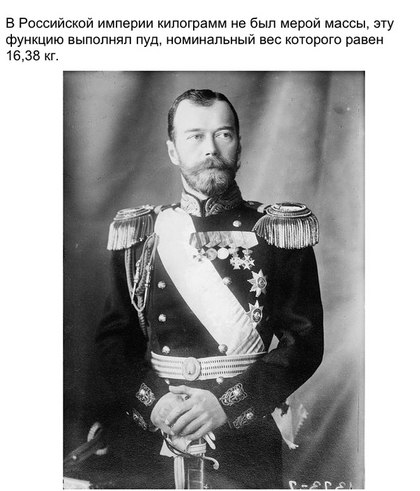 В Российской империи килограмм не был мерой массы, эту
функцию выполнял пуд, номинальный вес которого равен
16,38 кг.